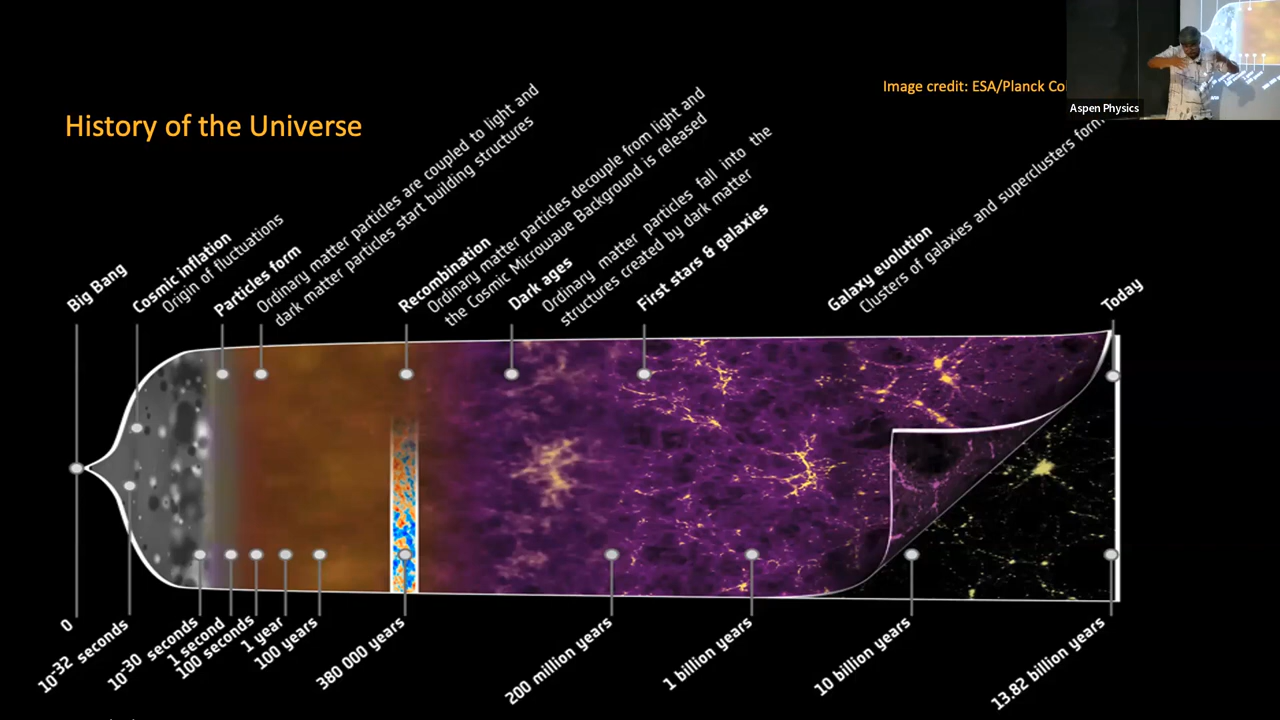 Image credit: ESA/Planck
Aspen Physics
History of the Universe
Big Bang
Cosmic inflation
Origin of fluctuations
Particles form
Ordinary matter particles are coupled to light and
dark matter particles start building structures
Recombination
Ordinary matter particles decouple from light and
the Cosmic Microwave Background is released
Dark ages
Ordinary matter particles fall into the
structures created by dark matter
First stars & galaxies
Galaxy evolution
Clusters of galaxies and superclusters form
Today
0
10-32 seconds
10-30 seconds
1 second
100 seconds
1 year
100 years
380 000 years
200 million years
1 billion years
10 billion years
13.82 billion years